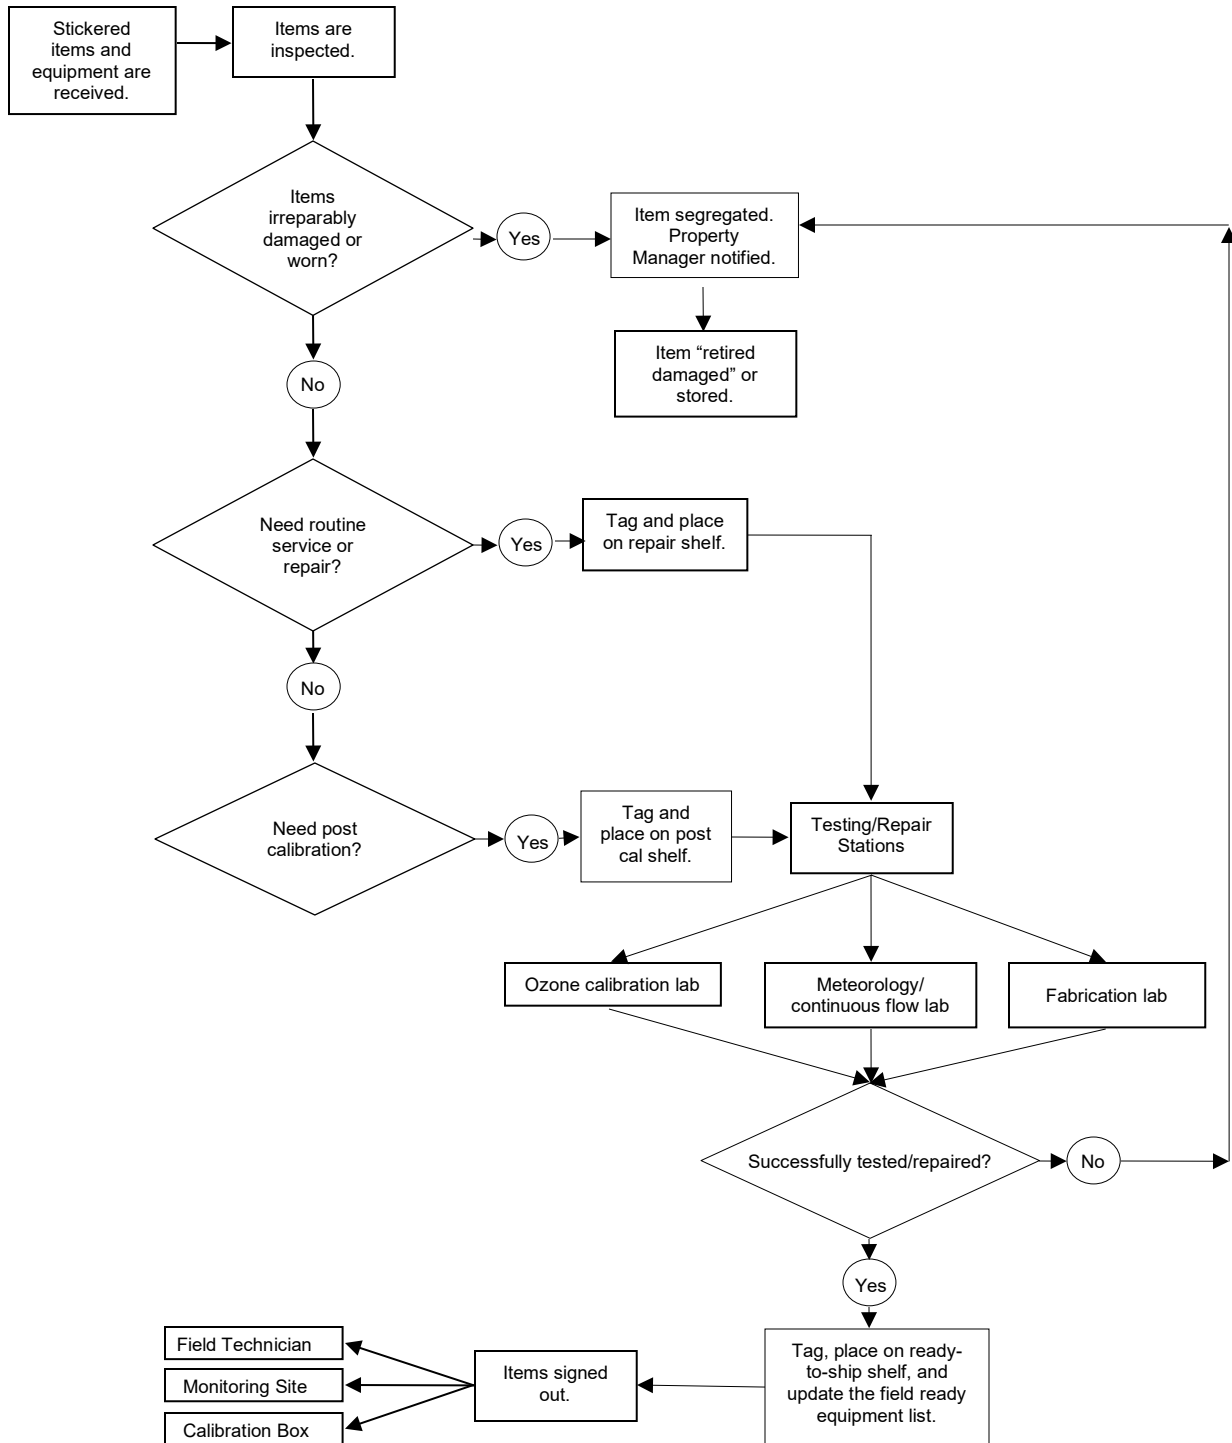 Stickered
items and
equipment are
received.
Items are
inspected.
Items
irreparably
damaged or
worn?
Yes
Item segregated.
Property
Manager notified.
Item “retired
damaged” or
stored.
No
Need routine
service or
repair?
Yes
Tag and place
on repair shelf.
No
Need post
calibration?
Yes
Tag and
place on post
cal shelf.
Testing/Repair
Stations
Ozone calibration lab
Meteorology/
continuous flow lab
Fabrication lab
Successfully tested/repaired?
No
Yes
Tag, place on ready-
to-ship shelf, and
update the field ready
equipment list.
Items signed
out.
Field Technician
Monitoring Site
Calibration Box